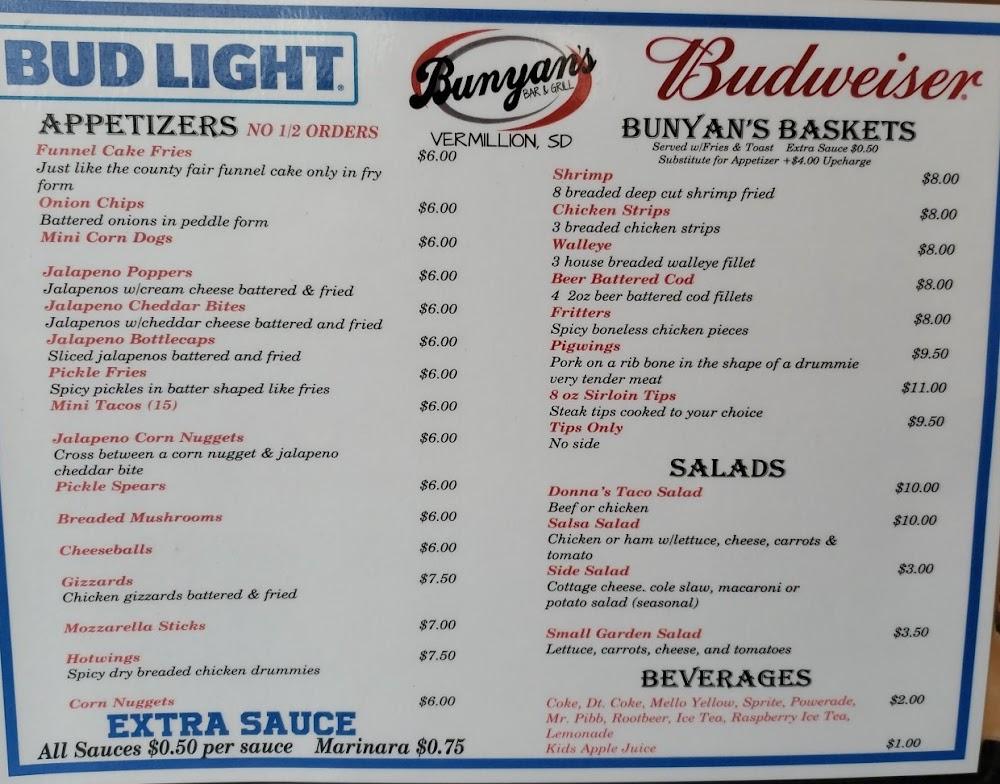 BUD LIGHT.
Bunyan's
BAR & GRILL
VERMILLION, SD
Budweiser
APPETIZERS NO 1/2 ORDERS
Funnel Cake Fries $6.00
Just like the county fair funnel cake only in fry
form
Onion Chips $6.00
Battered onions in peddle form
Mini Corn Dogs $6.00
Jalapeno Poppers $6.00
Jalapenos w/cream cheese battered & fried
Jalapeno Cheddar Bites $6.00
Jalapenos w/cheddar cheese battered and fried
Jalapeno Bottlecaps $6.00
Sliced jalapenos battered and fried
Pickle Fries $6.00
Spicy pickles in batter shaped like fries
Mini Tacos (15) $6.00
Jalapeno Corn Nuggets $6.00
Cross between a corn nugget & jalapeno
cheddar bite
Pickle Spears $6.00
Breaded Mushrooms $6.00
Cheeseballs $6.00
Gizzards $7.50
Chicken gizzards battered & fried
Mozzarella Sticks $7.00
Hotwings $7.50
Spicy dry breaded chicken drummies
Corn Nuggets $6.00
EXTRA SAUCE
All Sauces $0.50 per sauce Marinara $0.75
BUNYAN'S BASKETS
Served w/Fries & Toast Extra Sauce $0.50
Substitute for Appetizer +$4.00 Upcharge
Shrimp $8.00
8 breaded deep cut shrimp fried
Chicken Strips $8.00
3 breaded chicken strips
Walleye $8.00
3 house breaded walleye fillet
Beer Battered Cod $8.00
4 2oz beer battered cod fillets
Fritters $8.00
Spicy boneless chicken pieces
Pigwings $9.50
Pork on a rib bone in the shape of a drummie
very tender meat
8 oz Sirloin Tips $11.00
Steak tips cooked to your choice
Tips Only $9.50
No side
SALADS
Donna's Taco Salad $10.00
Beef or chicken
Salsa Salad $10.00
Chicken or ham w/lettuce, cheese, carrots &
tomato
Side Salad $3.00
Cottage cheese. cole slaw, macaroni or
potato salad (seasonal)
Small Garden Salad $3.50
Lettuce, carrots, cheese, and tomatoes
BEVERAGES
Coke, Dt. Coke, Mello Yellow, Sprite, Powerade, $2.00
Mr. Pibb, Rootbeer, Ice Tea, Raspberry Ice Tea,
Lemonade
Kids Apple Juice $1.00